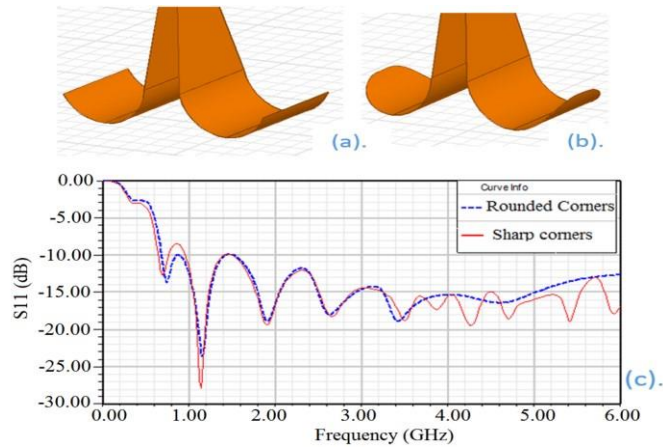 (a).
(b).
0.00
-5.00
-10.00
-15.00
-20.00
-25.00
-30.00
S11 (dB)
Curve Info
Rounded Corners
Sharp corners
(c).
0.00 1.00 2.00 3.00 4.00 5.00 6.00
Frequency (GHz)